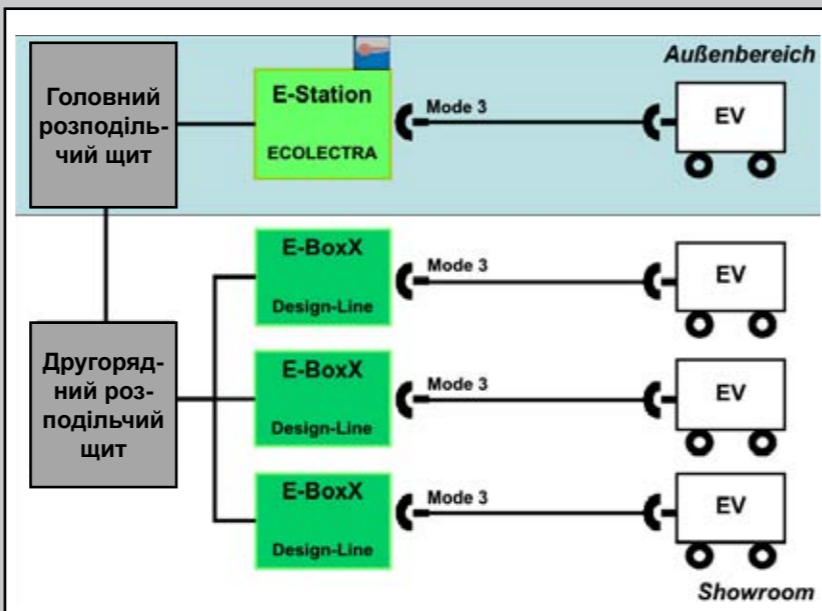 Außenbereich
Головний
розподіль-
чий щит
E-Station
ECOLECTRA
Mode 3
EV
E-BoxX
Design-Line
Mode 3
EV
Другоряд-
ний роз-
подільчий
щит
E-BoxX
Design-Line
Mode 3
EV
E-BoxX
Design-Line
Mode 3
EV
Showroom